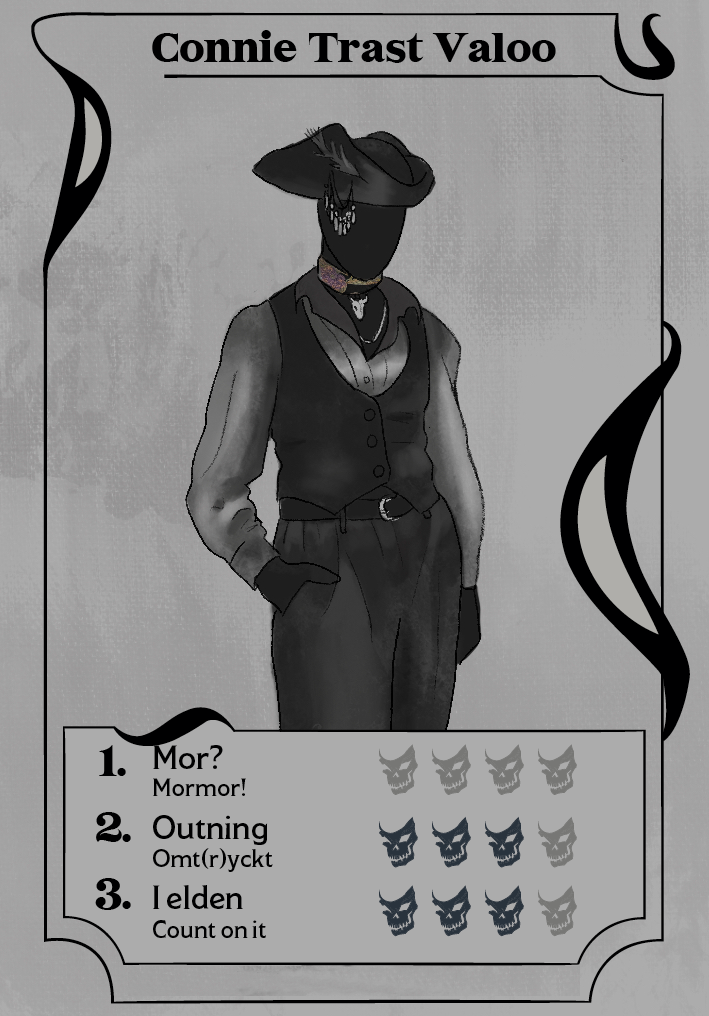 Connie Trast Valoo
1. Mor?
Mormor!
2. Outning
Omt(r)yckt
3. I elden
Count on it